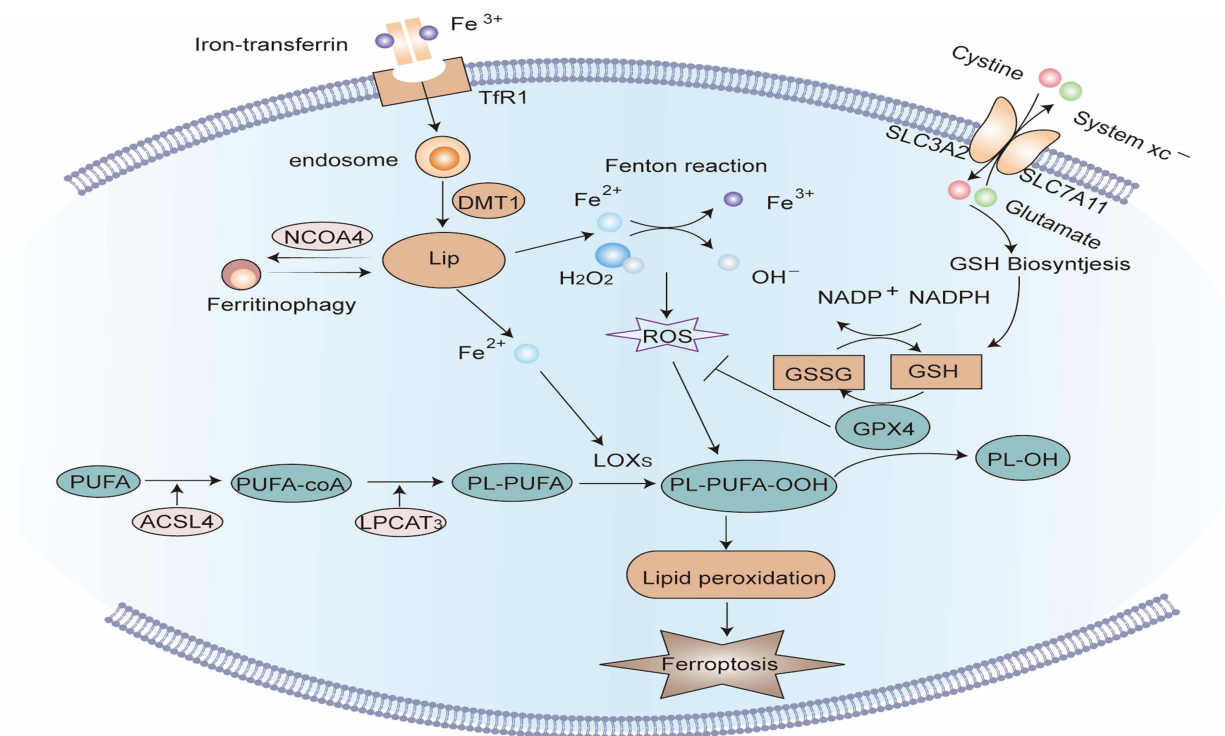 Fe 3+
Iron-transferrin
TfR1
Cystine
System xc −
SLC3A2
SLC7A11
Glutamate
endosome
DMT1
Fenton reaction
Fe2+
Fe3+
NCOA4
Lip
H2O2
OH−
GSH Biosyntjesis
Ferritinophagy
NADP+ NADPH
ROS
Fe2+
GSSG
GSH
GPX4
LOXs
PL-OH
PUFA
PUFA-coA
PL-PUFA
PL-PUFA-OOH
ACSL4
LPCAT3
Lipid peroxidation
Ferroptosis